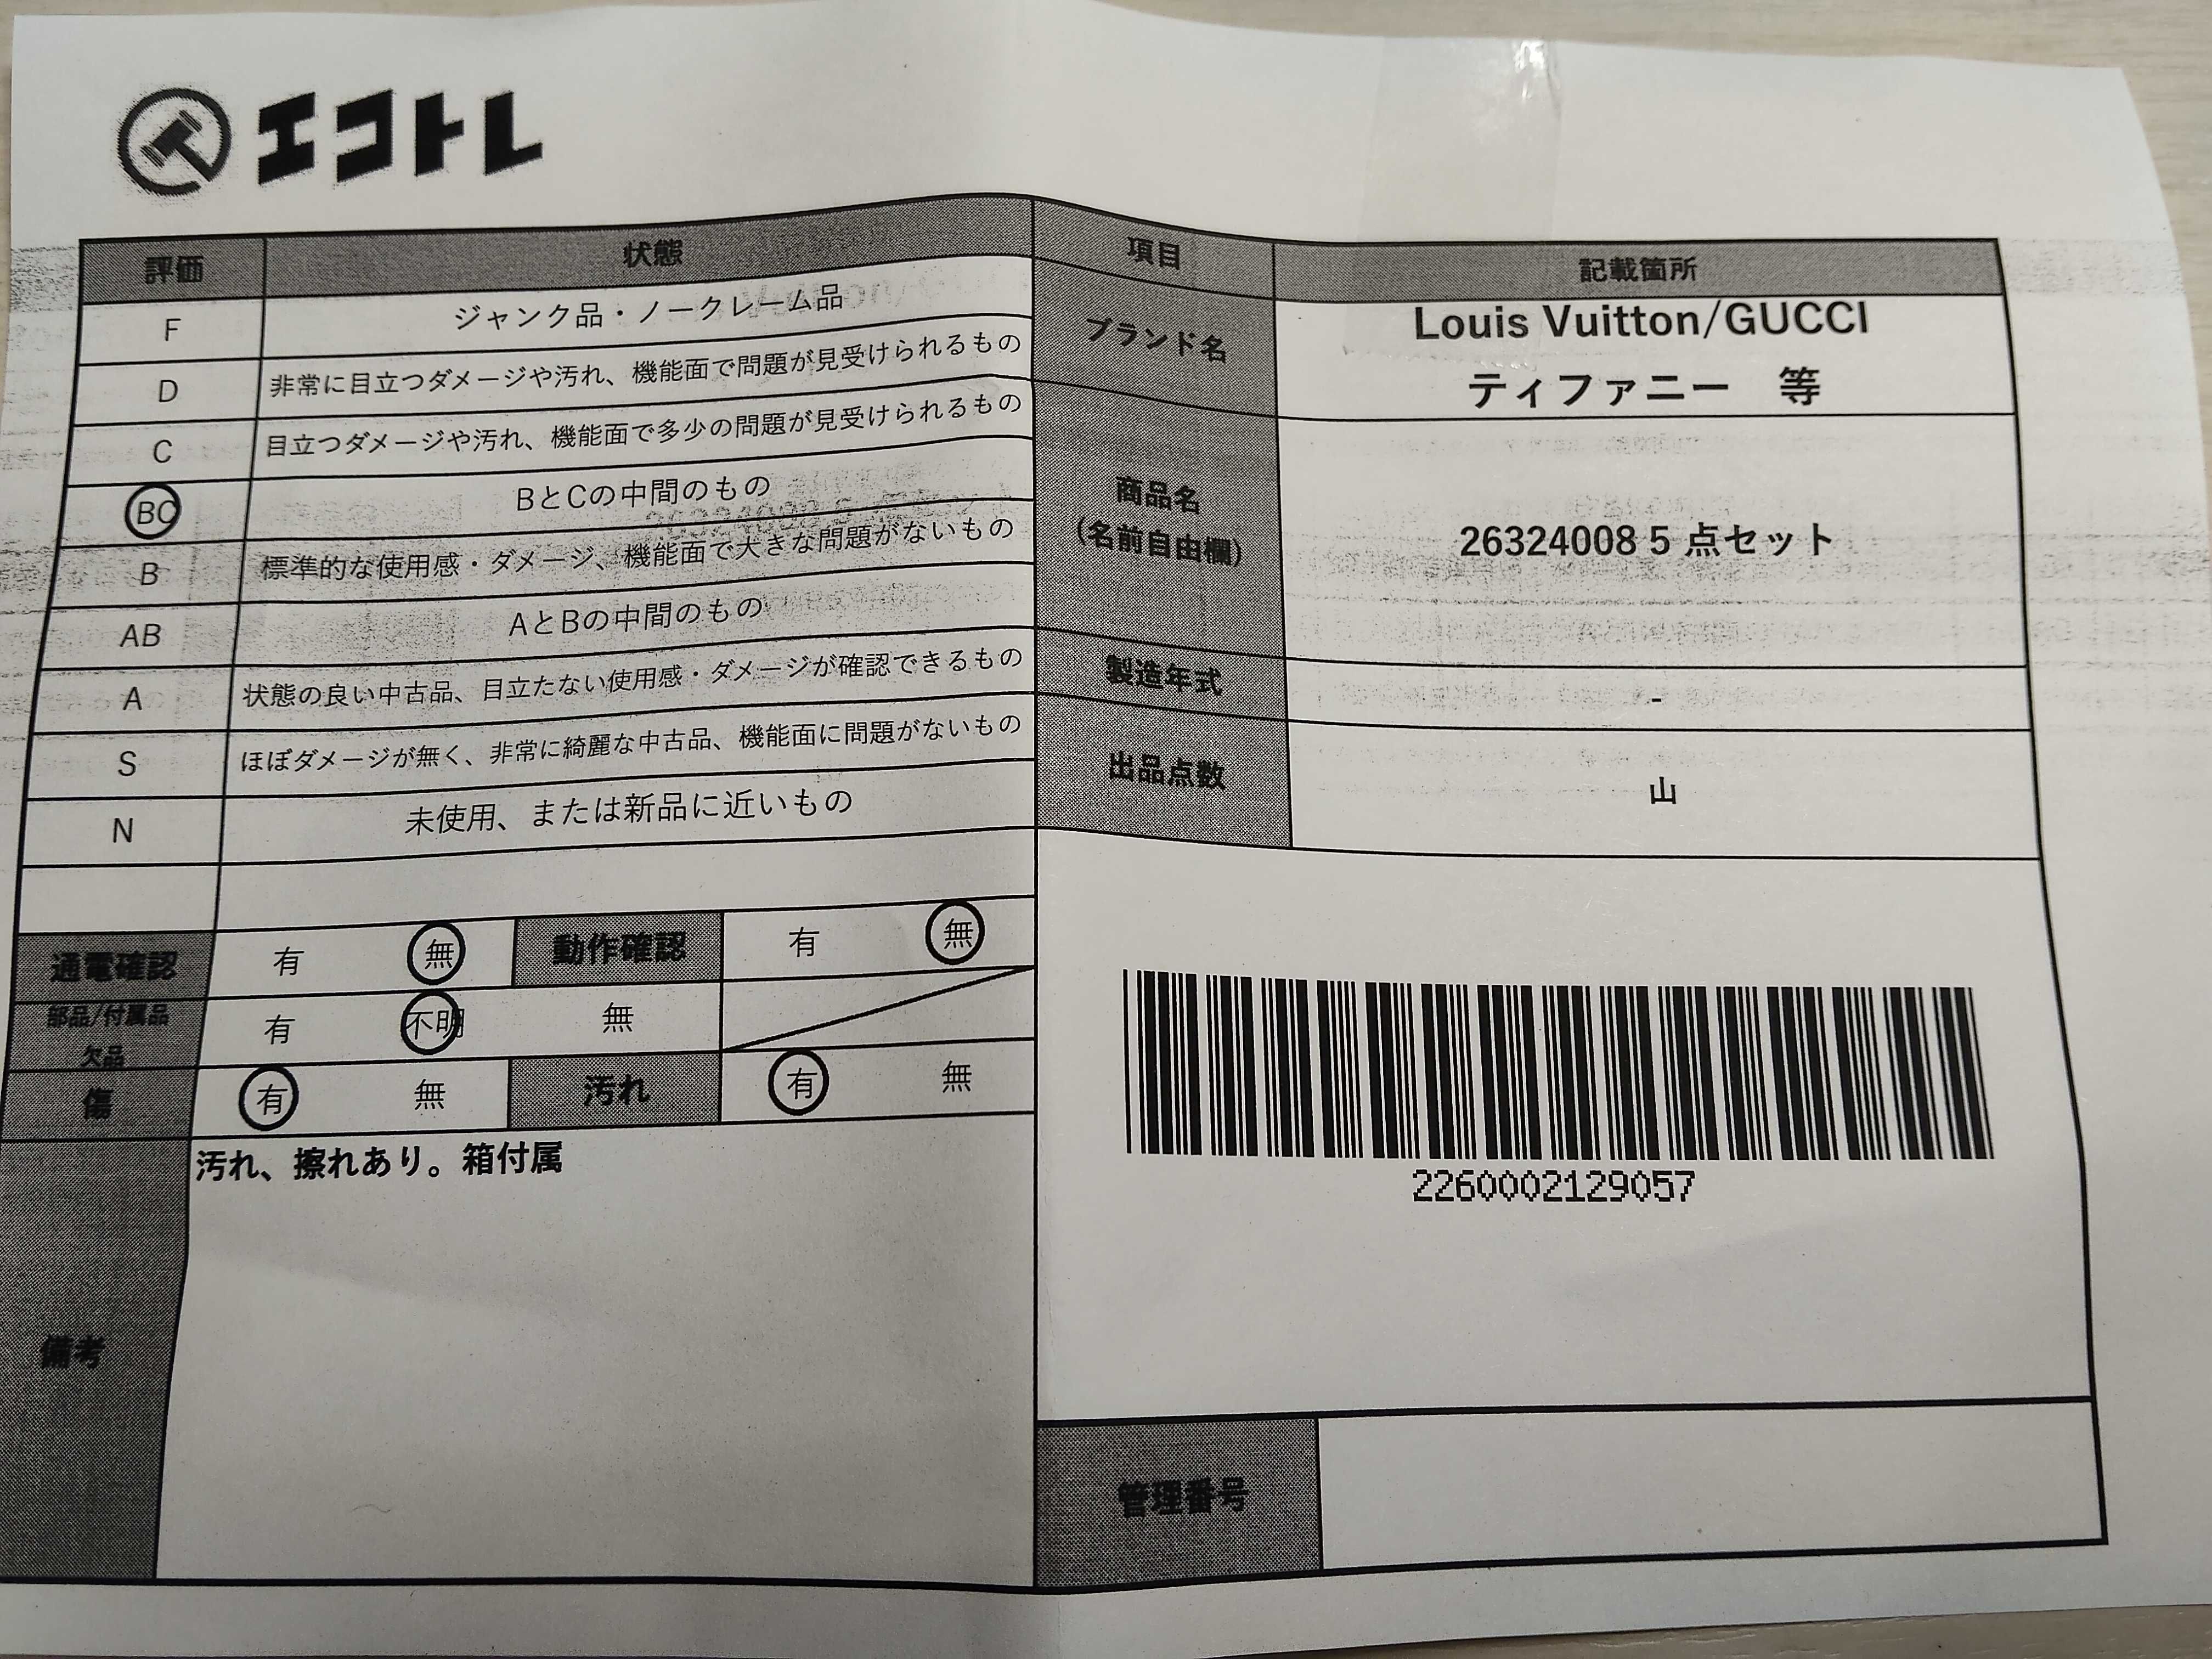 エコトレ
評価 状態
F ジャンク品・ノークレーム品
D 非常に目立つダメージや汚れ、機能面で問題が見受けられるもの
C 目立つダメージや汚れ、機能面で多少の問題が見受けられるもの
BC BとCの中間のもの
B 標準的な使用感・ダメージ、機能面で大きな問題がないもの
AB AとBの中間のもの
A 状態の良い中古品、目立たない使用感・ダメージが確認できるもの
S ほぼダメージが無く、非常に綺麗な中古品、機能面に問題がないもの
N 未使用、または新品に近いもの
通電確認 有 無 動作確認 有 無
部品/付属品
欠品 有 不明 無
傷 有 無 汚れ 有 無
備考 汚れ、擦れあり。箱付属
項目 記載箇所
ブランド名 Louis Vuitton/GUCCI
ティファニー 等
商品名
(名前自由欄) 26324008 5 点セット
製造年式 -
出品点数 山
2260002129057
管理番号